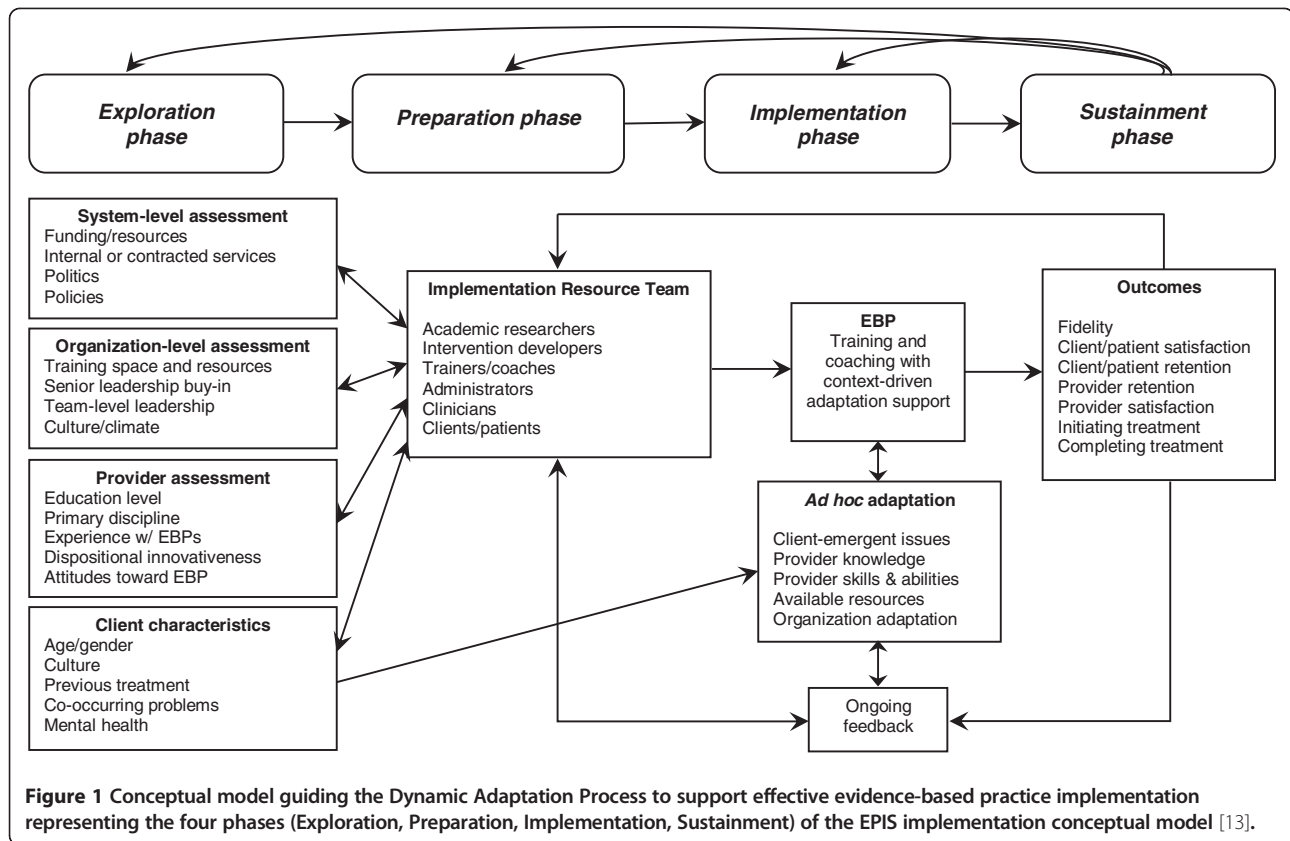 Exploration
phase
Preparation phase
Implementation
phase
Sustainment
phase
System-level assessment
Funding/resources
Internal or contracted services
Politics
Policies
Organization-level assessment
Training space and resources
Senior leadership buy-in
Team-level leadership
Culture/climate
Provider assessment
Education level
Primary discipline
Experience w/ EBPs
Dispositional innovativeness
Attitudes toward EBP
Client characteristics
Age/gender
Culture
Previous treatment
Co-occurring problems
Mental health
Implementation Resource Team
Academic researchers
Intervention developers
Trainers/coaches
Administrators
Clinicians
Clients/patients
EBP
Training and
coaching with
context-driven
adaptation support
Ad hoc adaptation
Client-emergent issues
Provider knowledge
Provider skills & abilities
Available resources
Organization adaptation
Ongoing
feedback
Outcomes
Fidelity
Client/patient satisfaction
Client/patient retention
Provider retention
Provider satisfaction
Initiating treatment
Completing treatment
Figure 1 Conceptual model guiding the Dynamic Adaptation Process to support effective evidence-based practice implementation
representing the four phases (Exploration, Preparation, Implementation, Sustainment) of the EPIS implementation conceptual model [13].